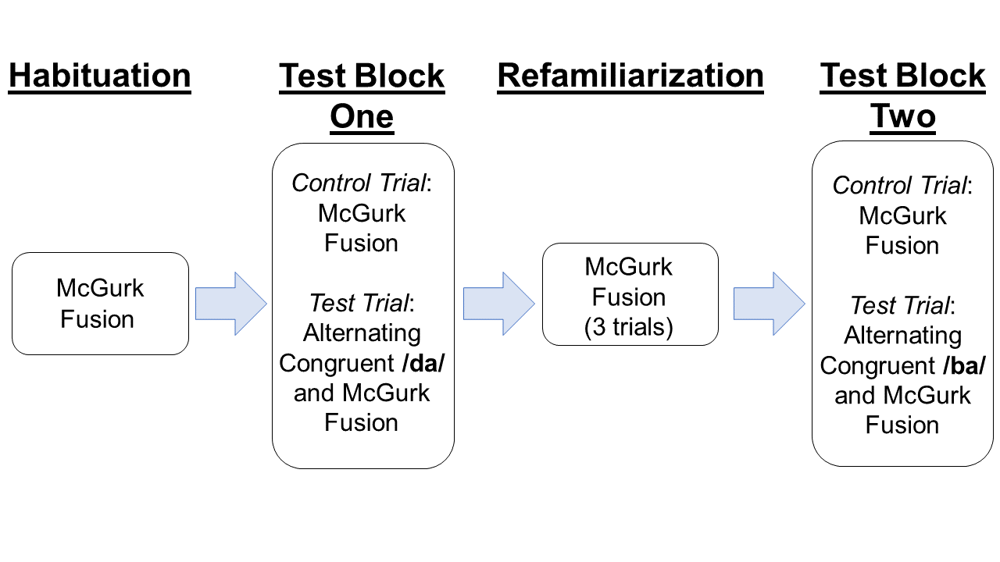 Habituation
McGurk
Fusion
Test Block
One
Control Trial:
McGurk
Fusion
Test Trial:
Alternating
Congruent /da/
and McGurk
Fusion
Refamiliarization
McGurk
Fusion
(3 trials)
Test Block
Two
Control Trial:
McGurk
Fusion
Test Trial:
Alternating
Congruent /ba/
and McGurk
Fusion